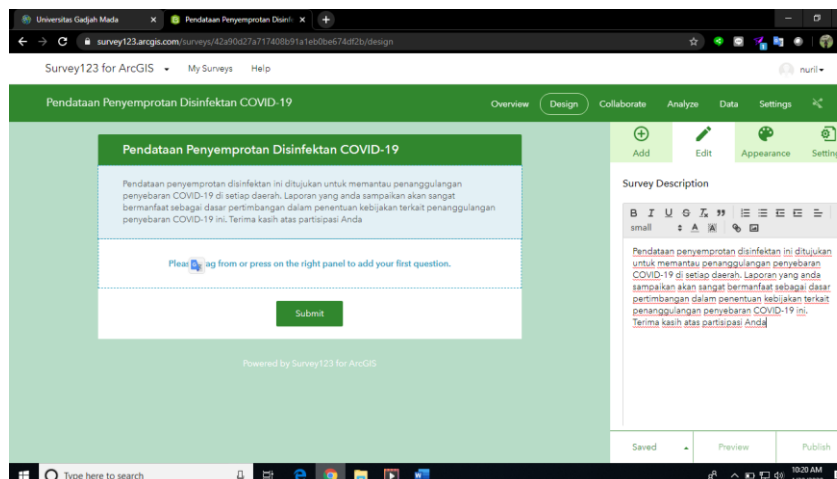 Universitas Gadjah Mada
Pendataan Penyemprotan Disinfe
survey123.arcgis.com/surveys/42a90d27a717408b91a1eb0be674df2b/design
Survey123 for ArcGIS My Surveys Help nuril
Pendataan Penyemprotan Disinfektan COVID-19 Overview Design Collaborate Analyze Data Settings
Add Edit Appearance Setting
Pendataan Penyemprotan Disinfektan COVID-19
Pendataan penyemprotan disinfektan ini ditujukan untuk memantau penanggulangan
penyebaran COVID-19 di setiap daerah. Laporan yang anda sampaikan akan sangat
bermanfaat sebagai dasar pertimbangan dalam penentuan kebijakan terkait penanggulangan
penyebaran COVID-19 ini. Terima kasih atas partisipasi Anda
Pleas ag from or press on the right panel to add your first question.
Submit
Powered by Survey123 for ArcGIS
Survey Description
B I U S Tx
small A A
Pendataan penyemprotan disinfektan ini ditujukan
untuk memantau penanggulangan penyebaran
COVID-19 di setiap daerah. Laporan yang anda
sampaikan akan sangat bermanfaat sebagai dasar
pertimbangan dalam penentuan kebijakan terkait
penanggulangan penyebaran COVID-19 ini.
Terima kasih atas partisipasi Anda
Saved Preview Publish
Type here to search
10:20 AM